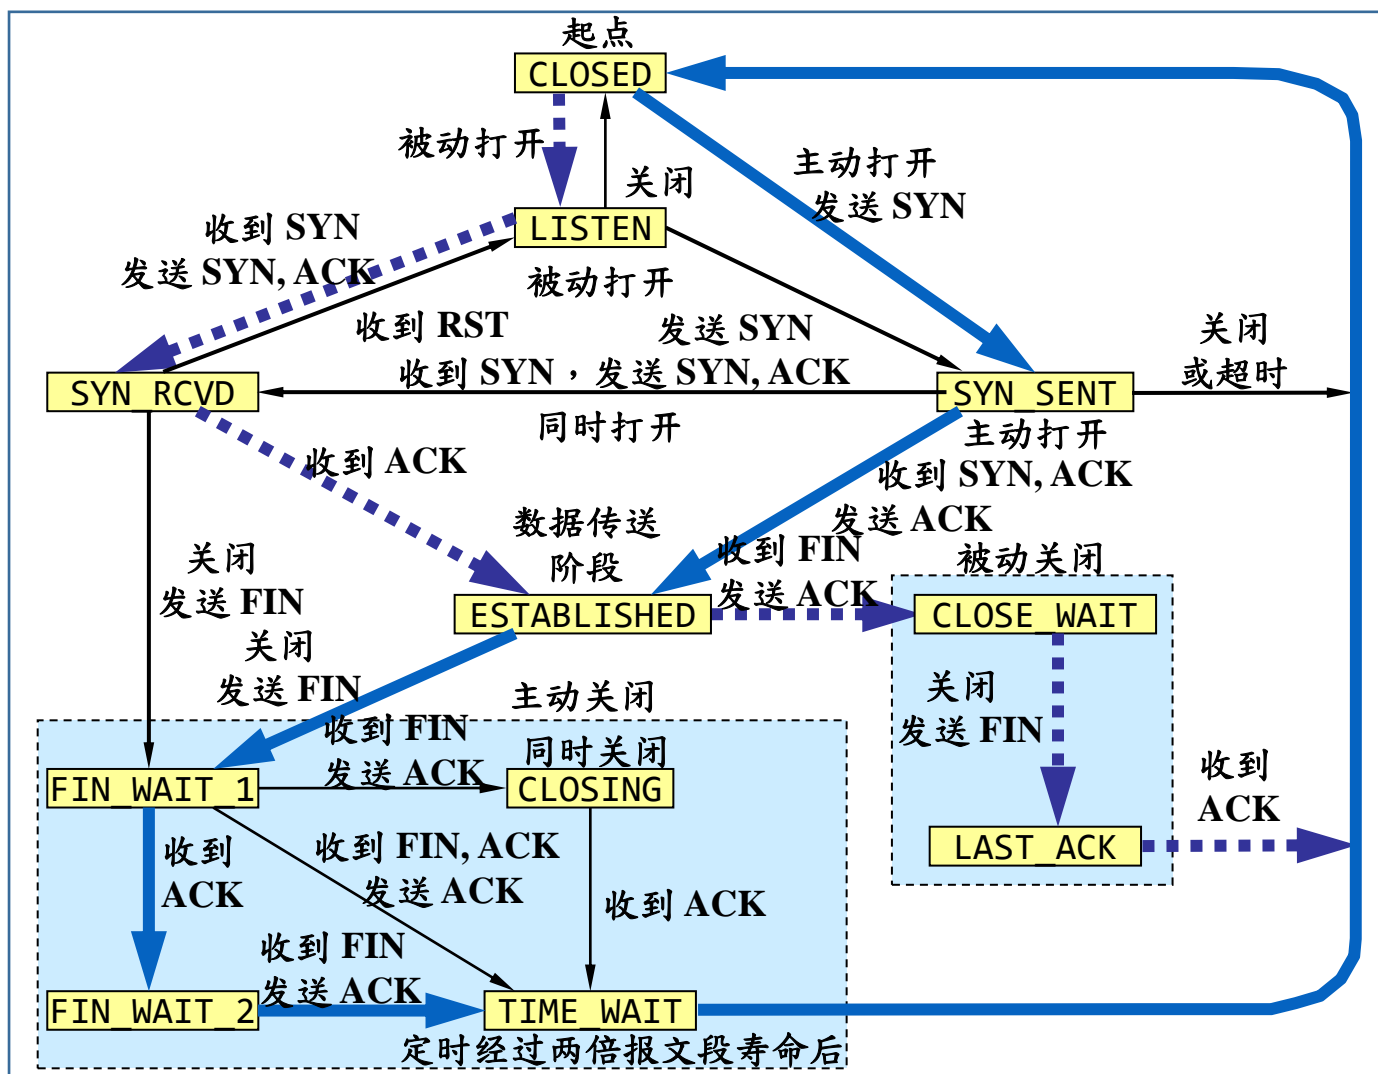 起点
CLOSED
被动打开
关闭
主动打开
发送 SYN
收到 SYN
发送 SYN, ACK
LISTEN
被动打开
收到 RST
发送 SYN
关闭
或超时
收到 SYN，发送 SYN, ACK
SYN_RCVD
SYN_SENT
同时打开
主动打开
收到 ACK
收到 SYN, ACK
发送 ACK
数据传送
阶段
收到 FIN
发送 ACK
被动关闭
关闭
发送 FIN
ESTABLISHED
CLOSE_WAIT
关闭
发送 FIN
主动关闭
关闭
发送 FIN
收到 FIN
发送 ACK
同时关闭
FIN_WAIT_1
CLOSING
收到
ACK
LAST_ACK
收到
ACK
收到 FIN, ACK
发送 ACK
收到 ACK
收到 FIN
发送 ACK
FIN_WAIT_2
TIME_WAIT
定时经过两倍报文段寿命后